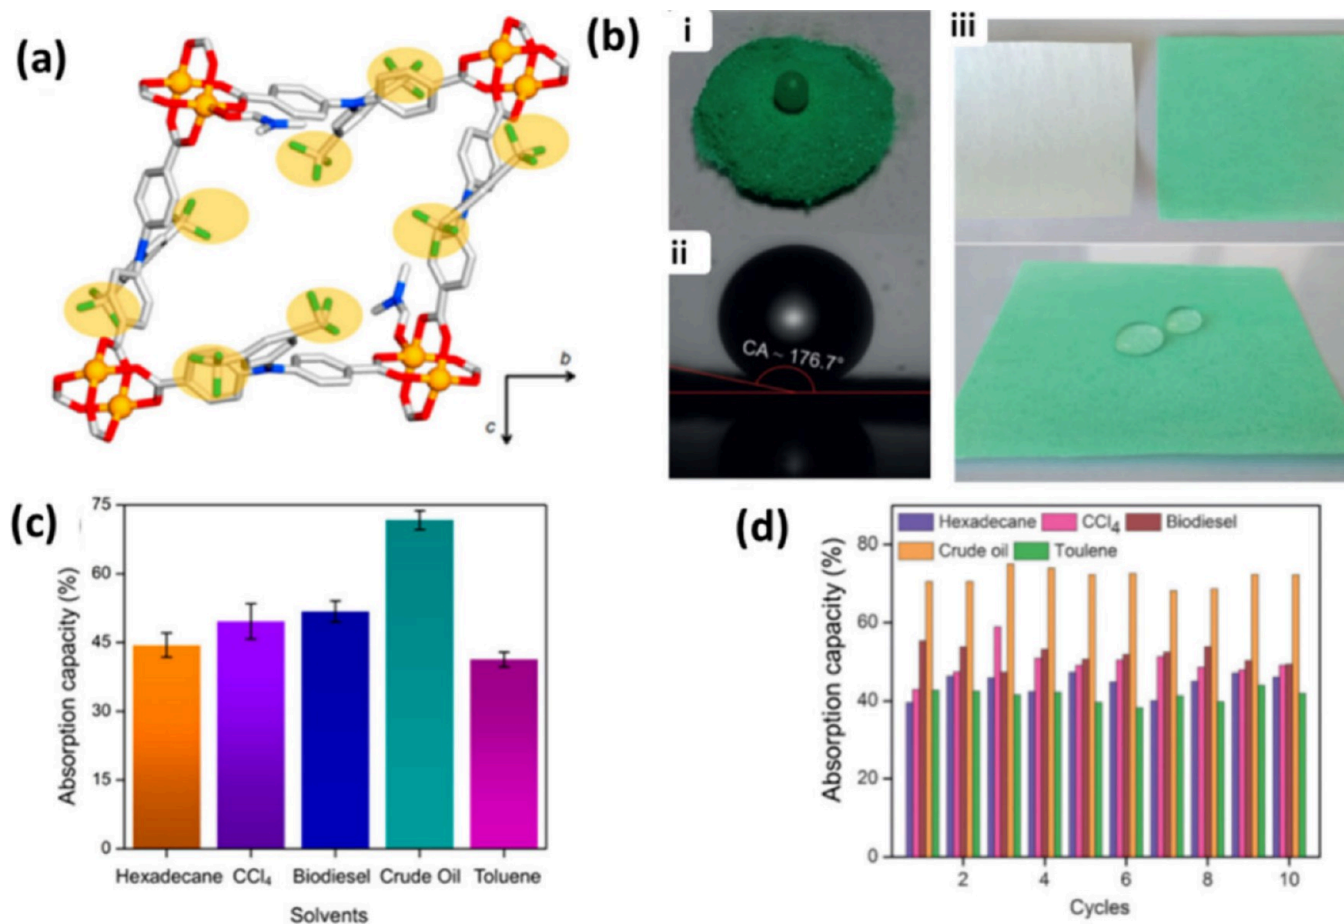 (a)
b
c
(b)
i
ii
CA ~ 176.7°
iii
(c)
Absorption capacity (%)
75
60
45
30
15
0
Hexadecane CCl₄ Biodiesel Crude Oil Toluene
Solvents
(d)
Absorption capacity (%)
Hexadecane CCl₄ Biodiesel
Crude oil Toulene
80
60
40
20
0
2 4 6 8 10
Cycles